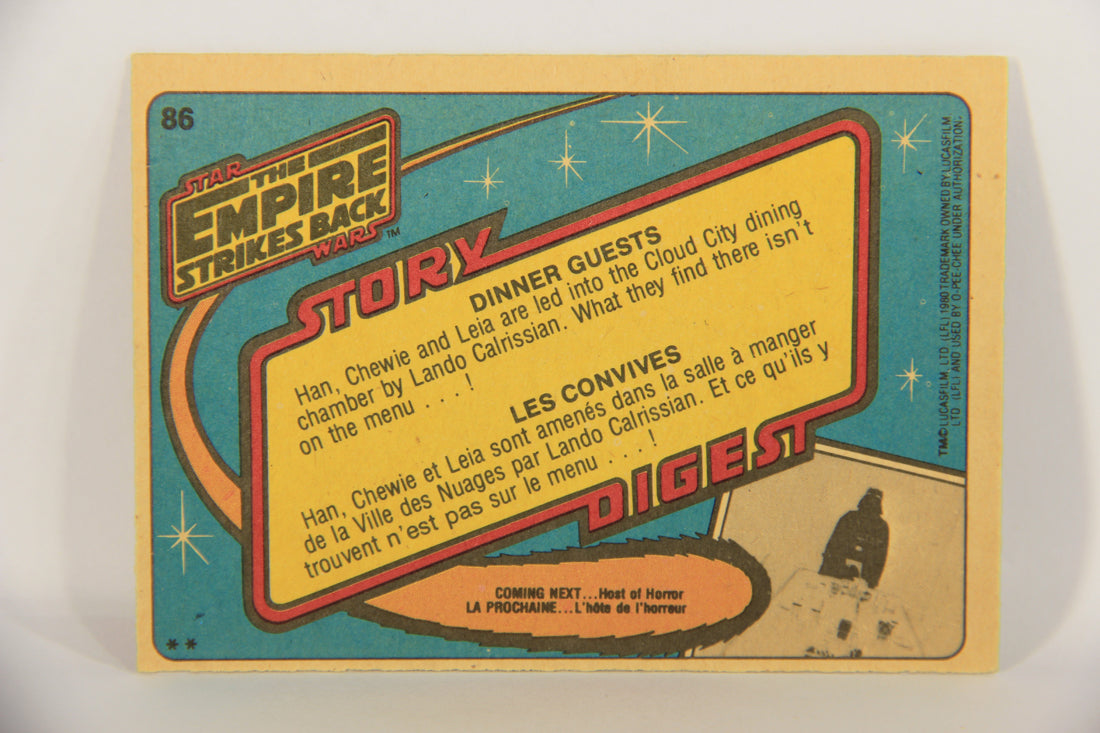 86
STAR
THE
EMPIRE
STRIKES BACK
WARS™
STORY
DINNER GUESTS
Han, Chewie and Leia are led into the Cloud City dining
chamber by Lando Calrissian. What they find there isn't
on the menu . . . !
LES CONVIVES
Han, Chewie et Leia sont amenés dans la salle à manger
de la Ville des Nuages par Lando Calrissian. Et ce qu'ils y
trouvent n'est pas sur le menu . . . !
DIGEST
COMING NEXT...Host of Horror
LA PROCHAINE...L'hôte de l'horreur
**
TM© LUCASFILM, LTD. (LFL) 1980 TRADEMARK OWNED BY LUCASFILM,
LTD. (LFL) AND USED BY O-PEE-CHEE UNDER AUTHORIZATION.